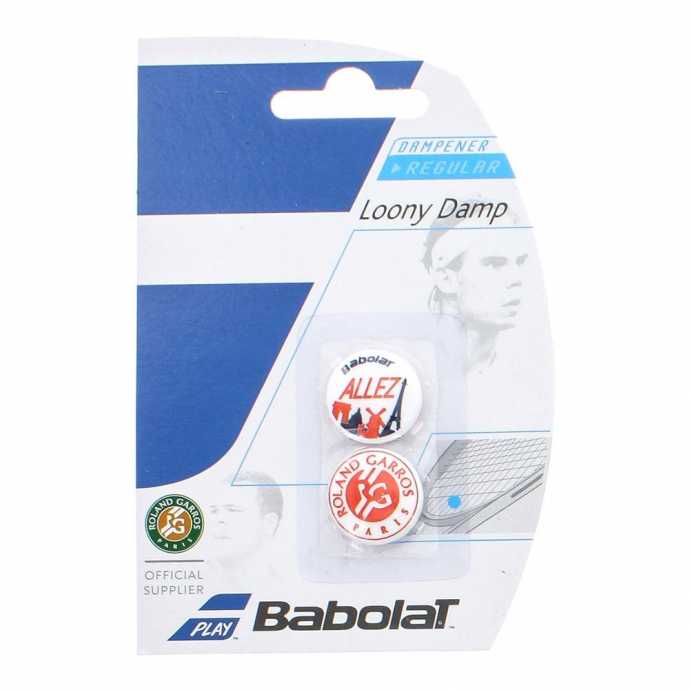 DAMPENER
REGULAR
Loony Damp
BabolaT
ALLEZ
ROLAND GARROS
RG
PARIS
ROLAND GARROS
RG
PARIS
OFFICIAL
SUPPLIER
PLAY
BabolaT